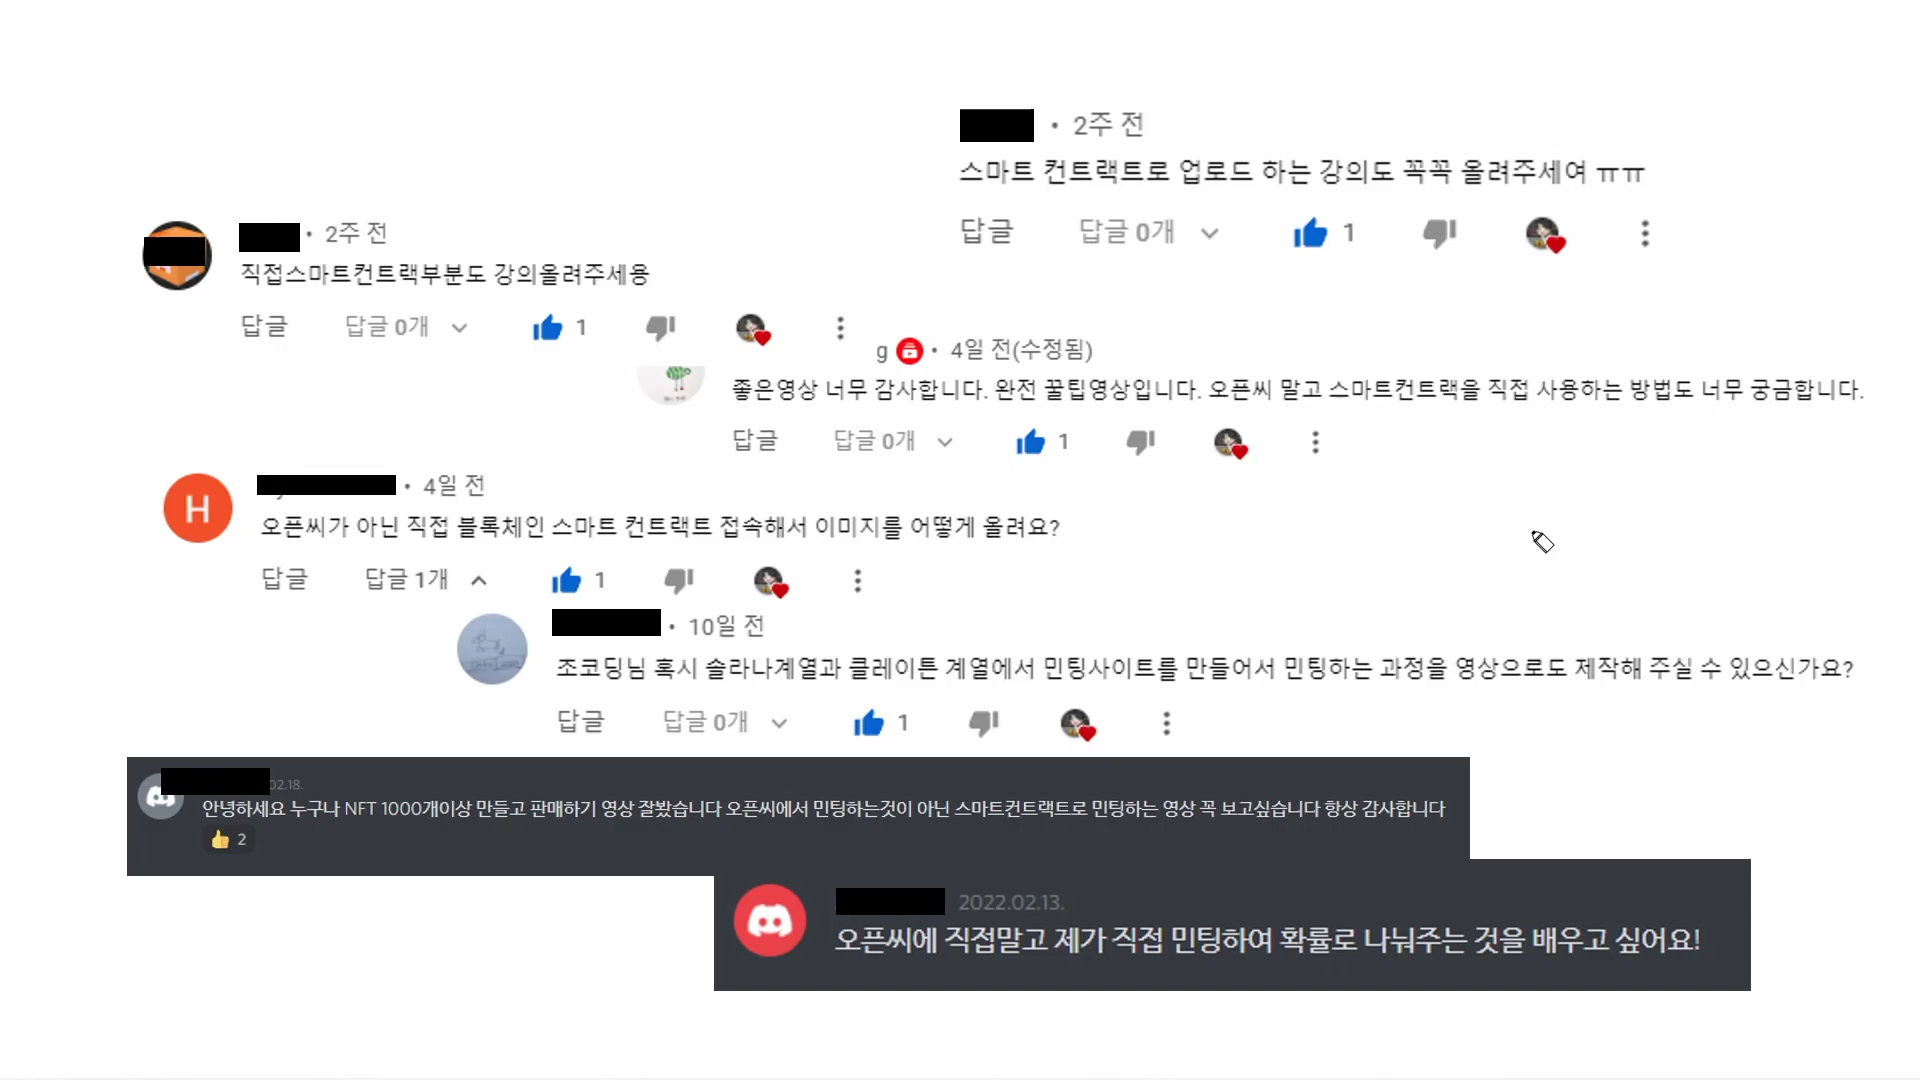 • 2주 전
스마트 컨트랙트로 업로드 하는 강의도 꼭꼭 올려주세여 ㅠㅠ
답글 답글 0개 1
• 2주 전
직접스마트컨트랙부분도 강의올려주세용
답글 답글 0개 1
g • 4일 전(수정됨)
좋은영상 너무 감사합니다. 완전 꿀팁영상입니다. 오픈씨 말고 스마트컨트랙을 직접 사용하는 방법도 너무 궁금합니다.
답글 답글 0개 1
H
• 4일 전
오픈씨가 아닌 직접 블록체인 스마트 컨트랙트 접속해서 이미지를 어떻게 올려요?
답글 답글 1개 1
• 10일 전
조코딩님 혹시 솔라나계열과 클레이튼 계열에서 민팅사이트를 만들어서 민팅하는 과정을 영상으로도 제작해 주실 수 있으신가요?
답글 답글 0개 1
02.18.
안녕하세요 누구나 NFT 1000개이상 만들고 판매하기 영상 잘봤습니다 오픈씨에서 민팅하는것이 아닌 스마트컨트랙트로 민팅하는 영상 꼭 보고싶습니다 항상 감사합니다
2
2022.02.13.
오픈씨에 직접말고 제가 직접 민팅하여 확률로 나눠주는 것을 배우고 싶어요!